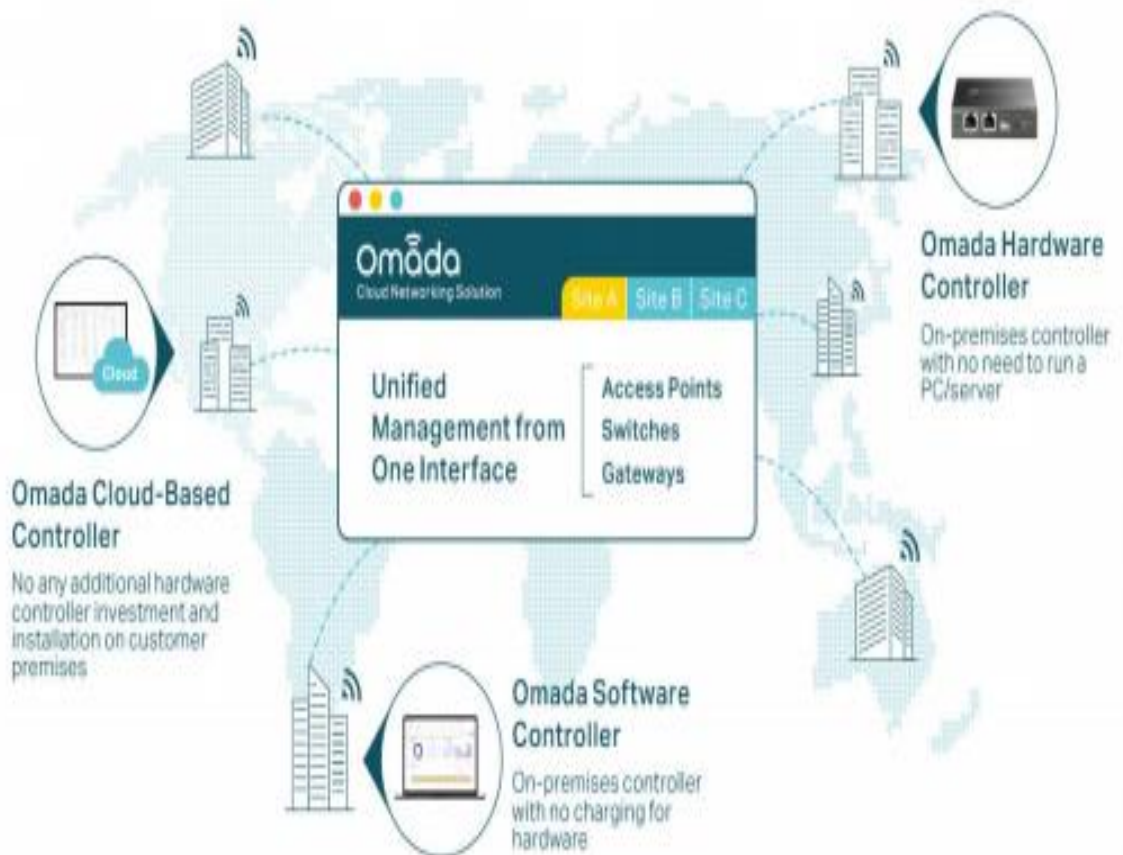 Omada
Cloud Networking Solution
Site A
Site B
Site C
Unified
Management from
One Interface
Access Points
Switches
Gateways
Omada Hardware
Controller
On-premises controller
with no need to run a
PC/server
Cloud
Omada Cloud-Based
Controller
No any additional hardware
controller investment and
installation on customer
premises
Omada Software
Controller
On-premises controller
with no charging for
hardware